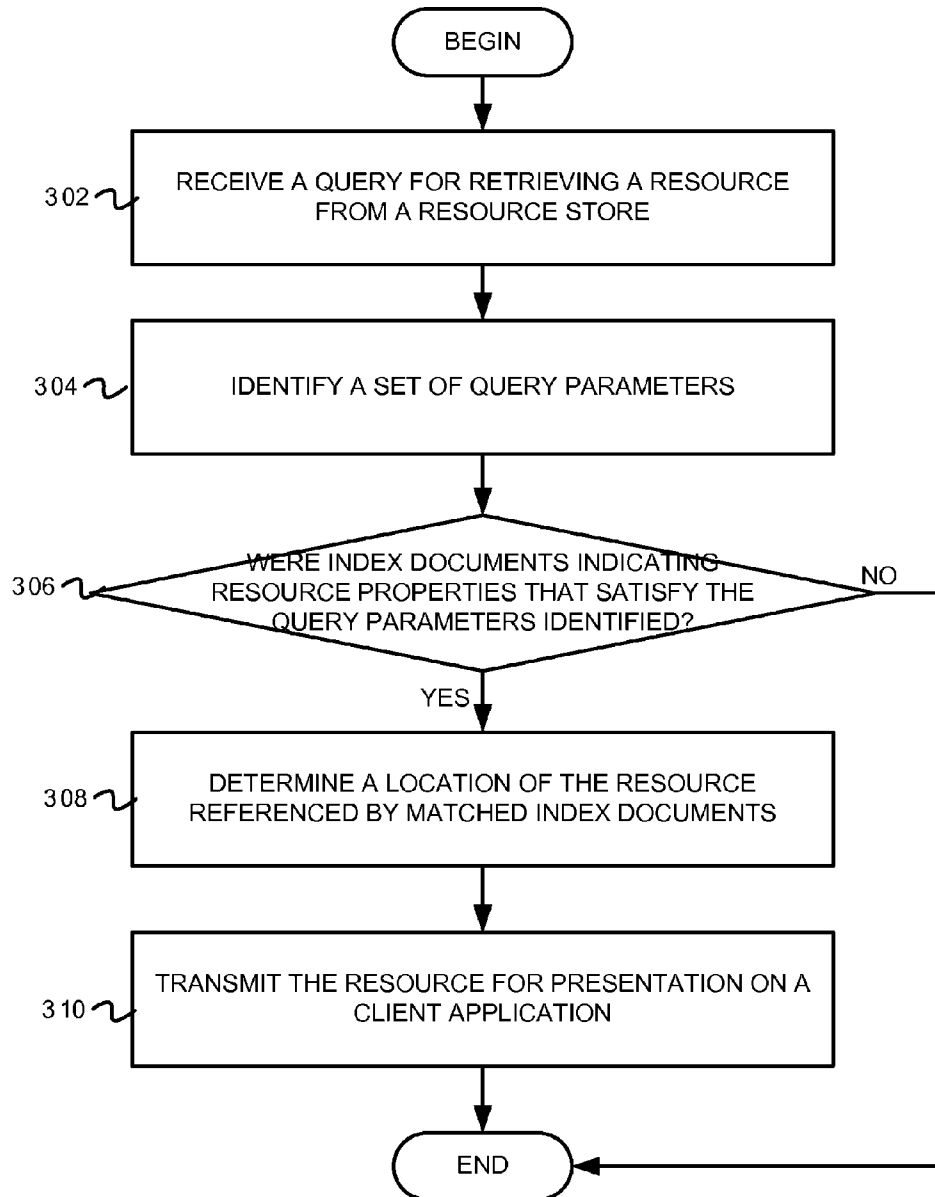 BEGIN
302
RECEIVE A QUERY FOR RETRIEVING A RESOURCE
FROM A RESOURCE STORE
304
IDENTIFY A SET OF QUERY PARAMETERS
306
WERE INDEX DOCUMENTS INDICATING
RESOURCE PROPERTIES THAT SATISFY THE
QUERY PARAMETERS IDENTIFIED?
NO
YES
308
DETERMINE A LOCATION OF THE RESOURCE
REFERENCED BY MATCHED INDEX DOCUMENTS
310
TRANSMIT THE RESOURCE FOR PRESENTATION ON A
CLIENT APPLICATION
END